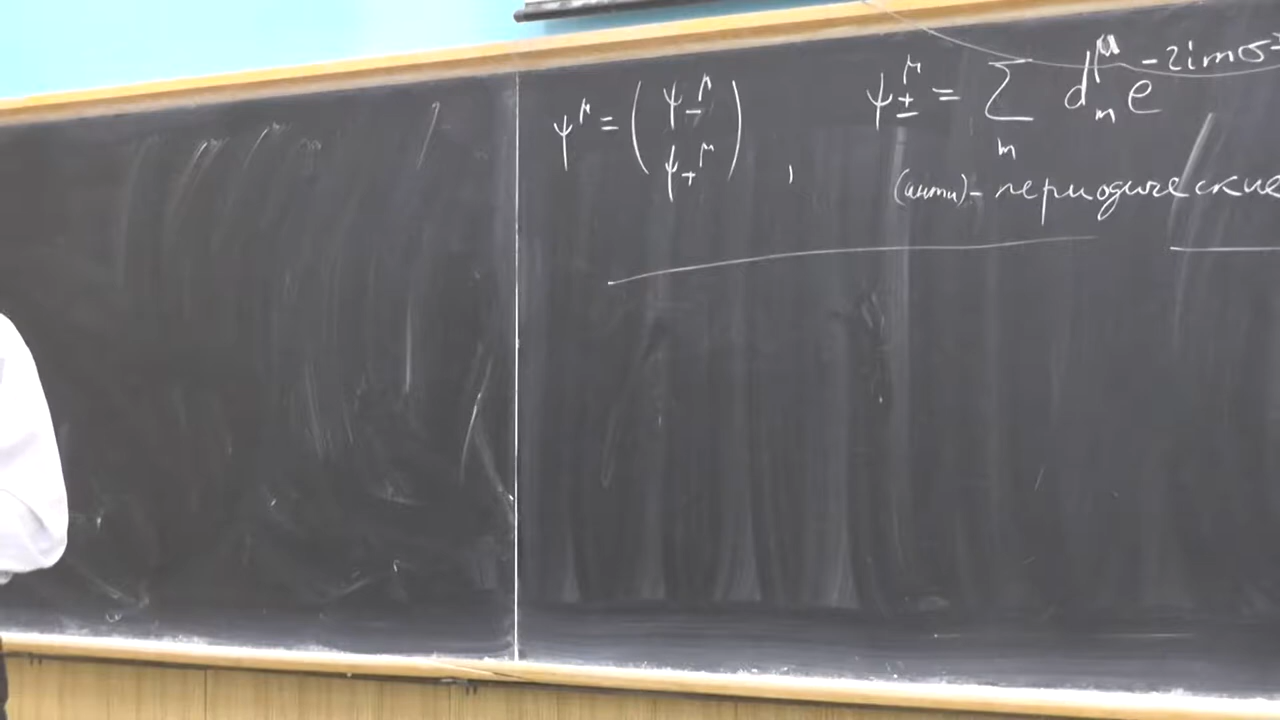 ψ^μ = ( ψ_-^μ ψ_+^μ ) , ψ_±^μ = Σ_m d_m^μ e^{-2imσ^±
(анти)-периодические